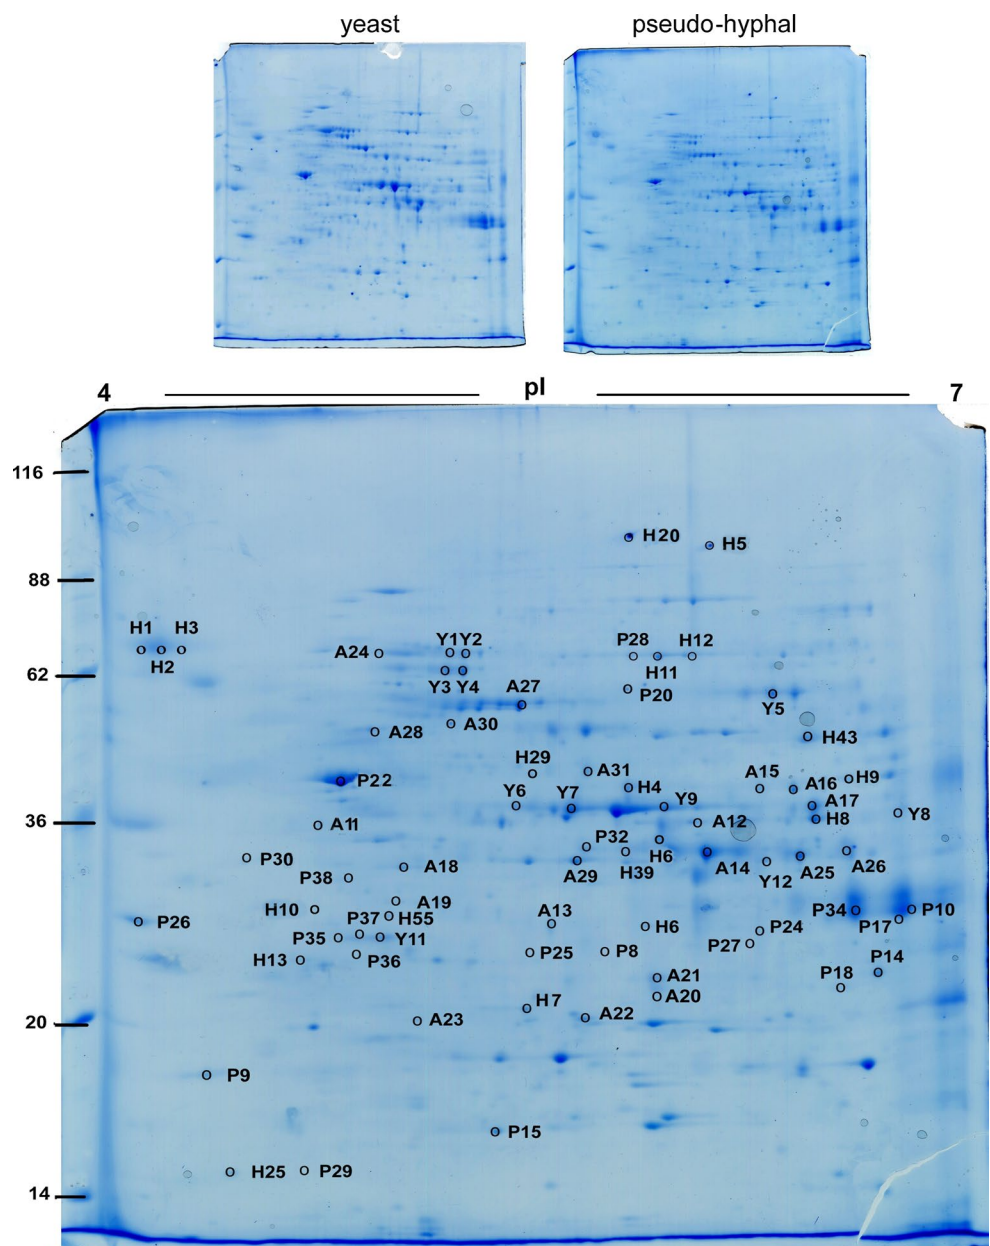 yeast pseudo-hyphal
4 pI 7
116
H20
H5
88
H1 H3
H2
Y1 Y2
A24
P28 H12
H11
62
Y3 Y4
A27
P20
Y5
A30
A28
H43
H29
A31
P22
H4
A15
A16
H9
Y6
Y7
Y9
A17
Y8
H8
36
A11
A12
P32
H6
P30
A18
A29
H39
A14
Y12
A25
A26
P38
A19
H10
H55
P34
P10
P26
P37
A13
H6
P24
P17
P35
Y11
P27
H13
P36
P25
P8
A21
P14
P18
A20
H7
A22
20
A23
P9
P15
H25
P29
14